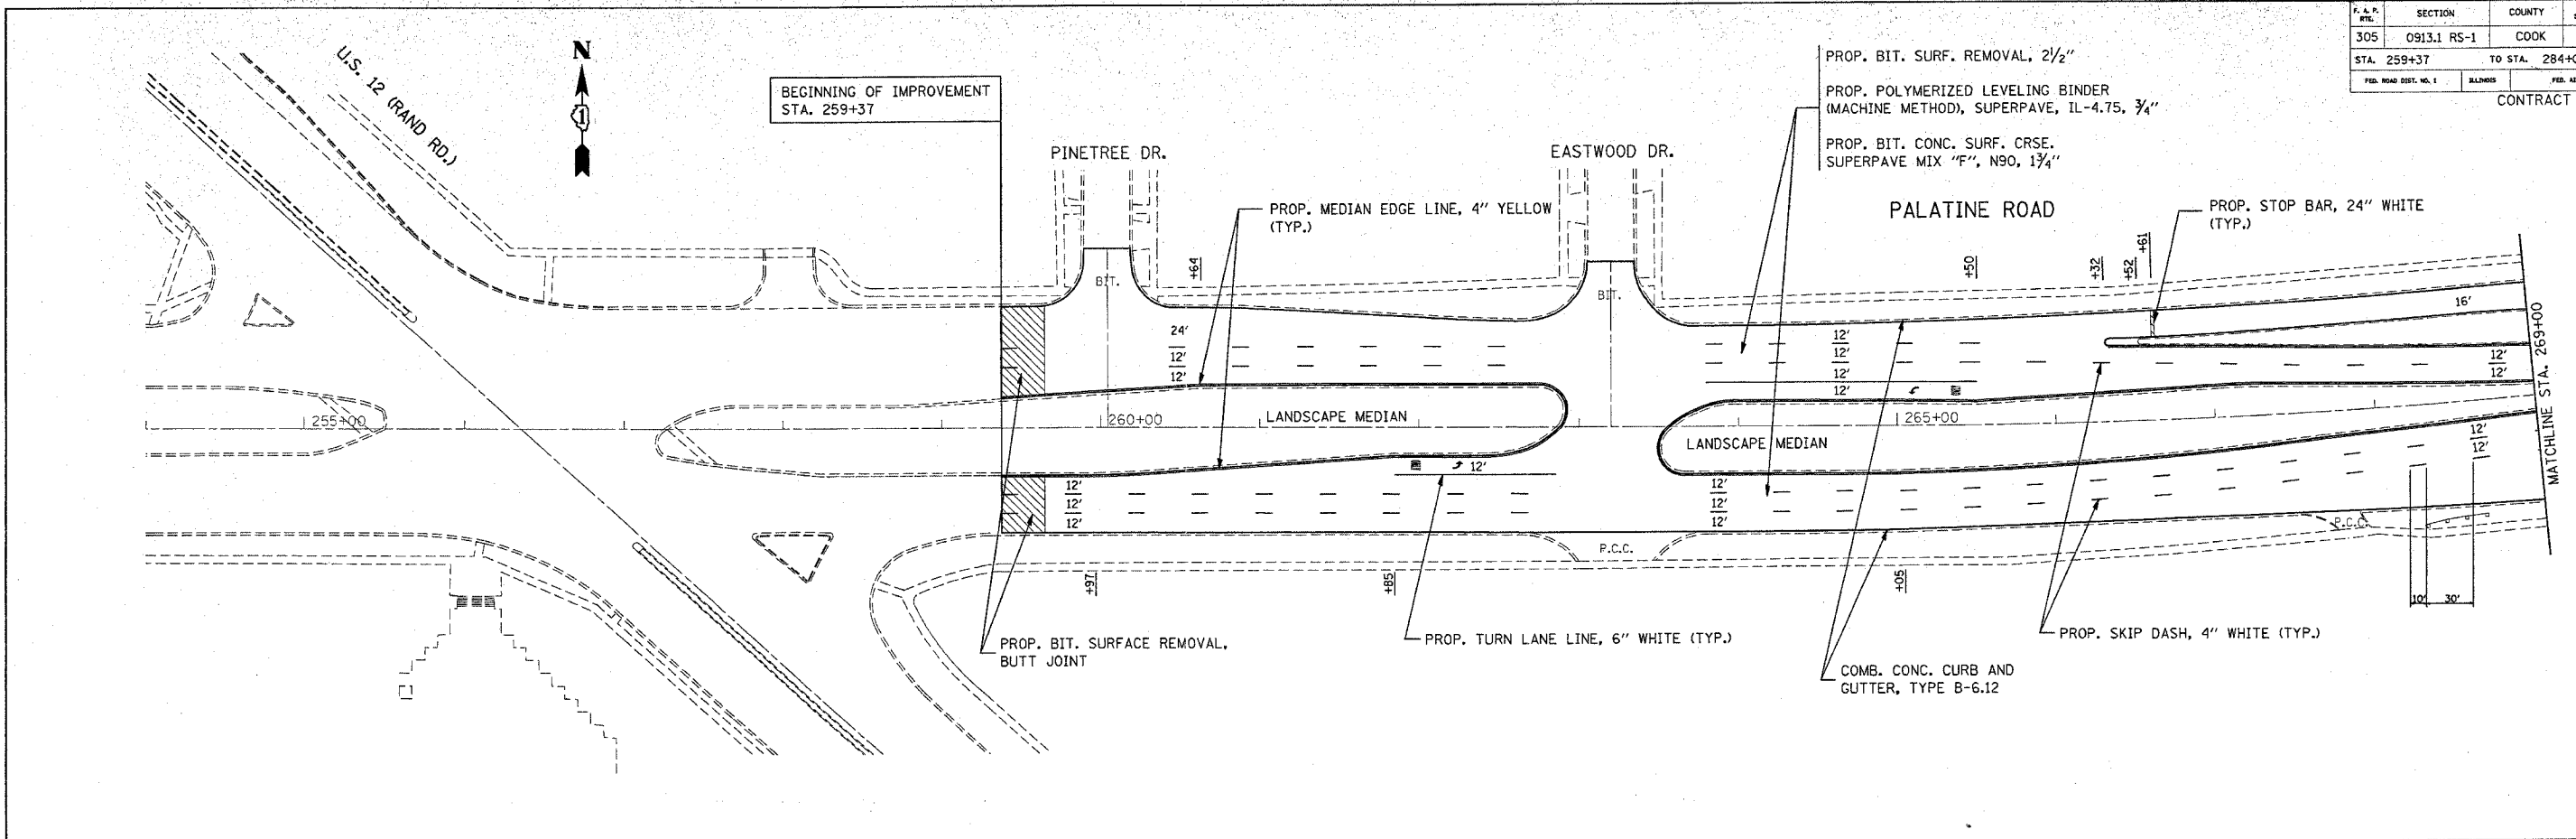 F. A. P. RTE. SECTION COUNTY
305 0913.1 RS-1 COOK
STA. 259+37 TO STA. 284+0
FED. ROAD DIST. NO. 1 ILLINOIS FED. AI
CONTRACT
U.S. 12 (RAND RD.)
N
1
BEGINNING OF IMPROVEMENT
STA. 259+37
PROP. BIT. SURF. REMOVAL, 2 1/2"
PROP. POLYMERIZED LEVELING BINDER
(MACHINE METHOD), SUPERPAVE, IL-4.75, 3/4"
PROP. BIT. CONC. SURF. CRSE.
SUPERPAVE MIX "F", N90, 1 3/4"
PINETREE DR.
EASTWOOD DR.
PALATINE ROAD
PROP. MEDIAN EDGE LINE, 4" YELLOW
(TYP.)
PROP. STOP BAR, 24" WHITE
(TYP.)
+64
+50
+32
+52
+61
BIT.
BIT.
16'
24'
12'
12'
12'
12'
12'
12'
12'
12'
MATCHLINE STA. 269+00
255+00
260+00
LANDSCAPE MEDIAN
265+00
LANDSCAPE MEDIAN
12'
12'
12'
12'
12'
12'
12'
12'
12'
P.C.C.
P.C.C.
+97
+85
+05
10'
30'
PROP. BIT. SURFACE REMOVAL,
BUTT JOINT
PROP. TURN LANE LINE, 6" WHITE (TYP.)
PROP. SKIP DASH, 4" WHITE (TYP.)
COMB. CONC. CURB AND
GUTTER, TYPE B-6.12